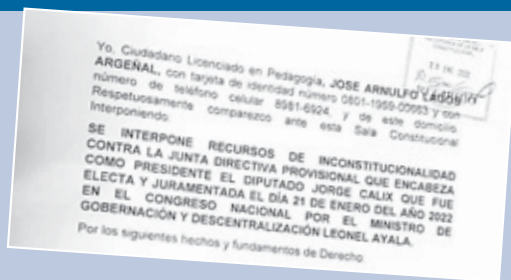 Yo, Ciudadano Licenciado en Pedagogía, JOSE ARNULFO LAGOS
ARGEÑAL, con tarjeta de identidad número y con
número de teléfono celular 8981-6924, y de este domicilio
Respetuosamente comparezco ante esta Sala Constitucional
Interponiendo:
SE INTERPONE RECURSOS DE INCONSTITUCIONALIDAD
CONTRA LA JUNTA DIRECTIVA PROVISIONAL QUE ENCABEZA
COMO PRESIDENTE EL DIPUTADO JORGE CALIX QUE FUE
ELECTA Y JURAMENTADA EL DÍA 21 DE ENERO DEL AÑO 2022
EN EL CONGRESO NACIONAL POR EL MINISTRO DE
GOBERNACIÓN Y DESCENTRALIZACIÓN LEONEL AYALA.
Por los siguientes hechos y fundamentos de Derecho.